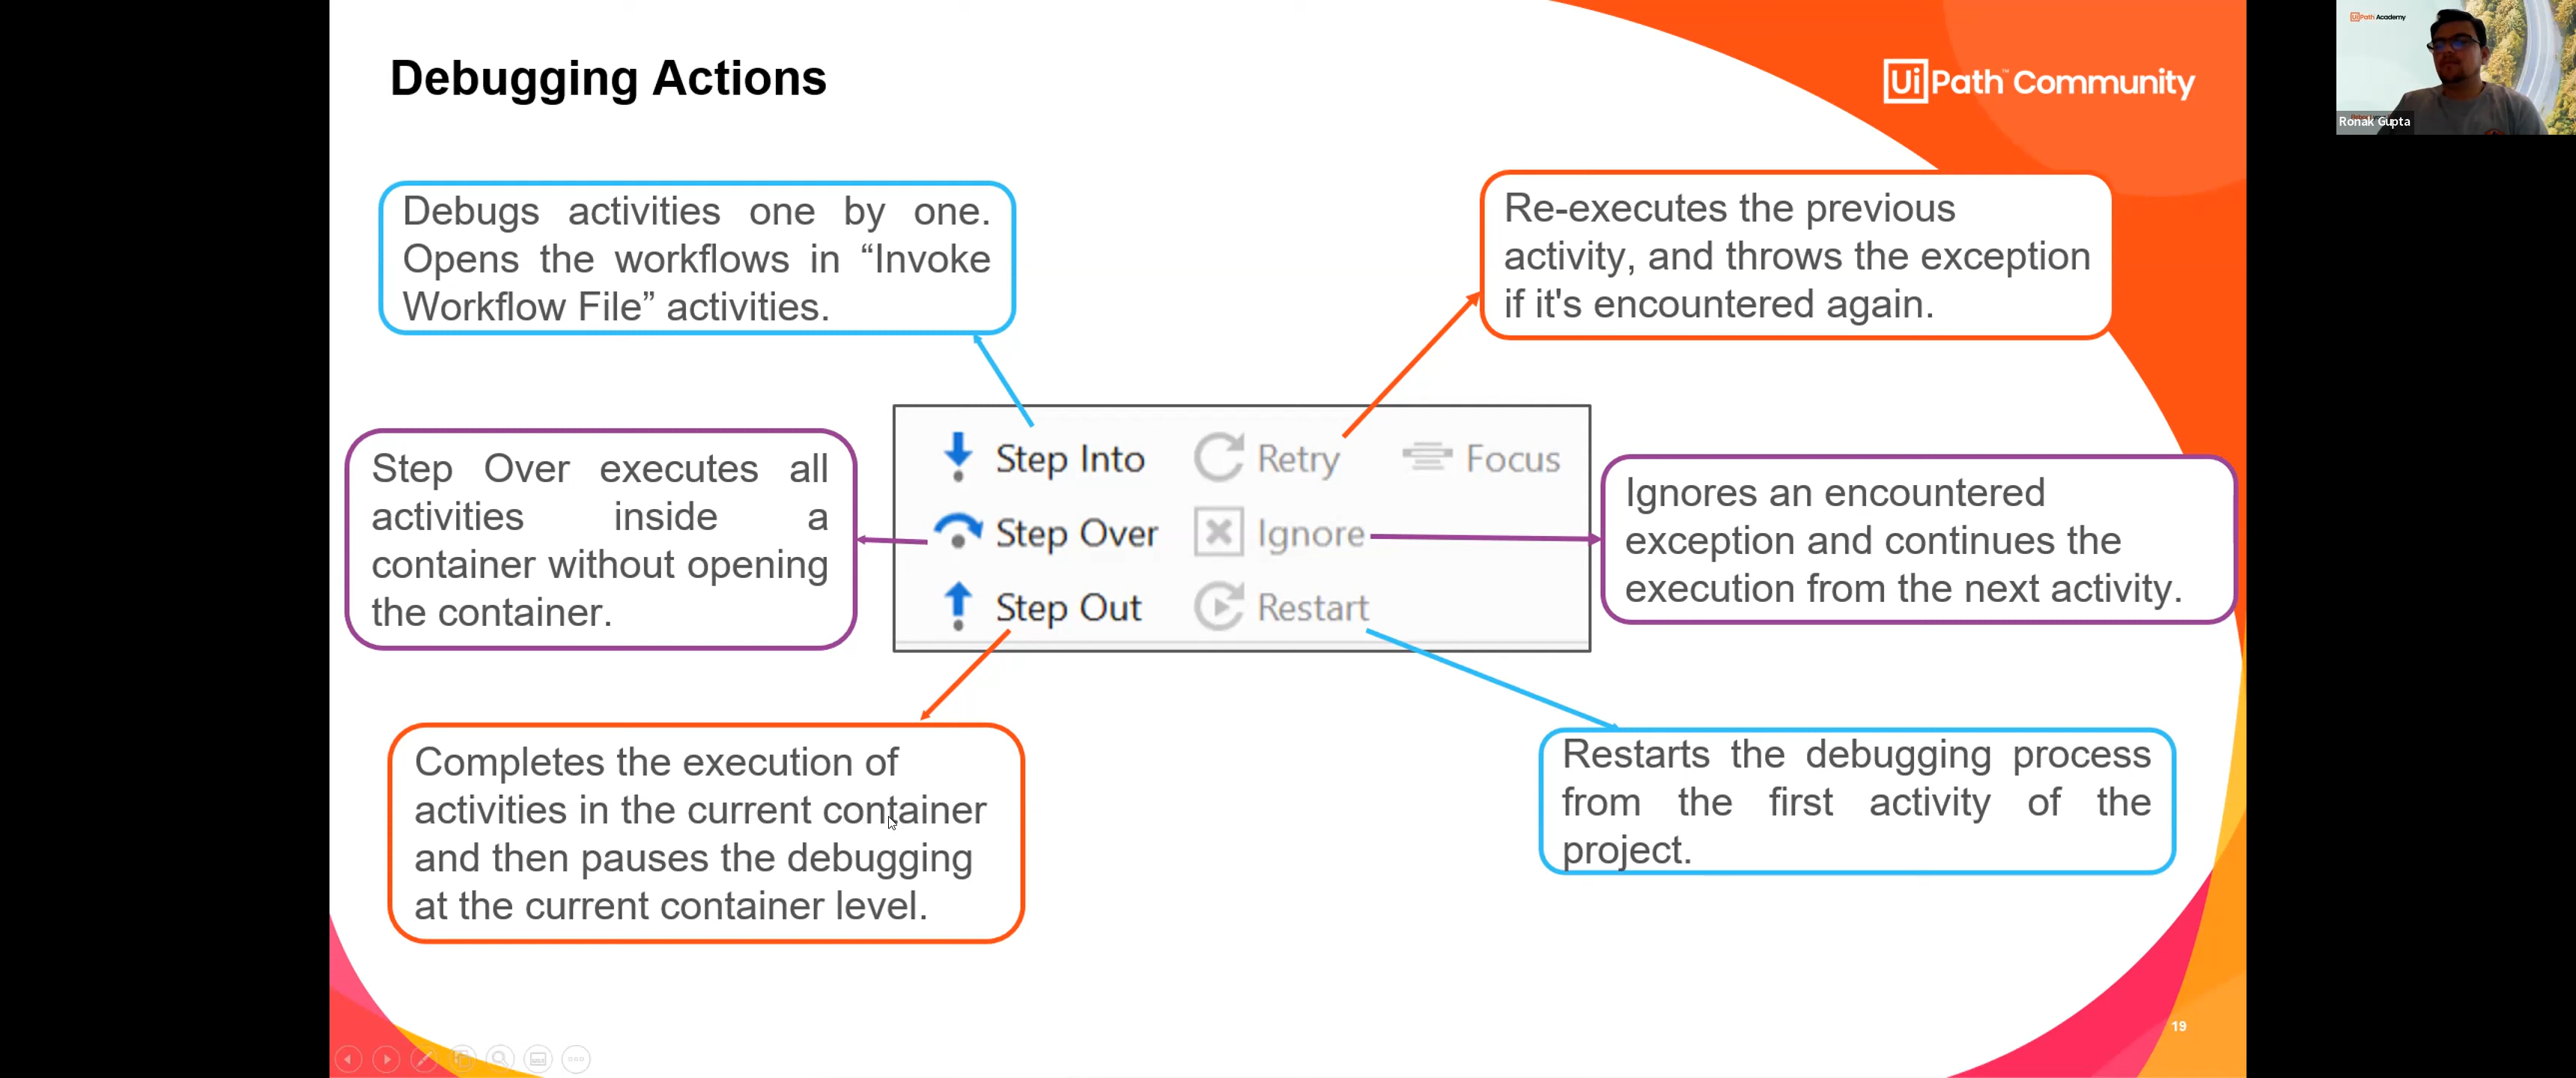 Debugging Actions
UiPath™ Community
UiPath Academy
Ronak Gupta
Debugs activities one by one.
Opens the workflows in “Invoke
Workflow File” activities.
Re-executes the previous
activity, and throws the exception
if it's encountered again.
Step Over executes all
activities inside a
container without opening
the container.
Step Into
Retry
Focus
Step Over
Ignore
Step Out
Restart
Ignores an encountered
exception and continues the
execution from the next activity.
Completes the execution of
activities in the current container
and then pauses the debugging
at the current container level.
Restarts the debugging process
from the first activity of the
project.
19